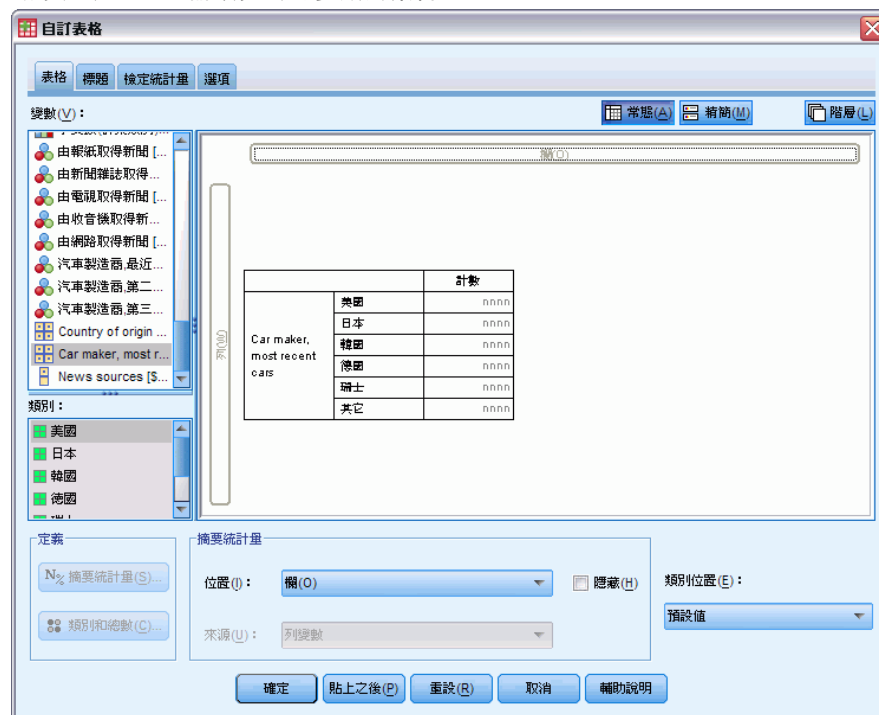 自訂表格
表格 標題 檢定統計量 選項
變數(V)：
常態(A) 精簡(M) 階層(L)
由報紙取得新聞 [...
由新聞雜誌取得...
由電視取得新聞 [...
由收音機取得新...
由網路取得新聞 [...
汽車製造商,最近...
汽車製造商,第二...
汽車製造商,第三...
Country of origin ...
Car maker, most r...
News sources [$...
類別：
美國
日本
韓國
德國
欄(O)
列(W)
計數
Car maker, most recent cars
美國 nnnn
日本 nnnn
韓國 nnnn
德國 nnnn
瑞士 nnnn
其它 nnnn
定義
N% 摘要統計量(S)...
類別和總數(C)...
摘要統計量
位置(I)： 欄(O) 隱藏(H)
來源(U)： 列變數
類別位置(E)：
預設值
確定 貼上之後(P) 重設(R) 取消 輔助說明